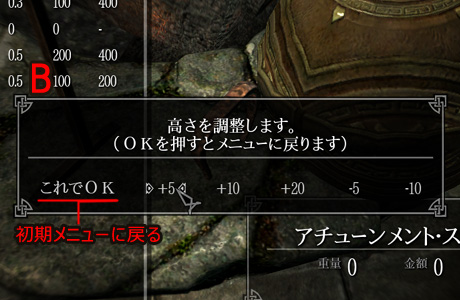 0.3 100 400
0 0 -
0.5 200 400
0.5 100 200
B
高さを調整します。
（ＯＫを押すとメニューに戻ります）
これでＯＫ +5 +10 +20 -5 -10
初期メニューに戻る
アチューンメント・ス
重量 0 金額 0